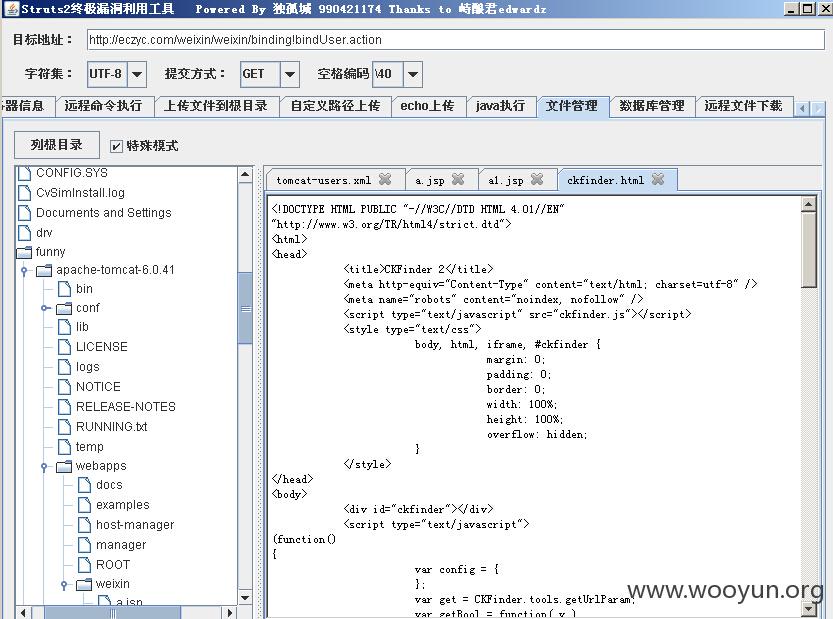 Struts2终极漏洞利用工具 Powered By 独孤城 990421174 Thanks to 峙酸君edwardz
目标地址： http://eczyc.com/weixin/weixin/binding!bindUser.action
字符集： UTF-8 提交方式： GET 空格编码 \40
器信息 远程命令执行 上传文件到根目录 自定义路径上传 echo上传 java执行 文件管理 数据库管理 远程文件下载
列根目录 特殊模式
CONFIG.SYS
CvSimInstall.log
Documents and Settings
drv
funny
apache-tomcat-6.0.41
bin
conf
lib
LICENSE
logs
NOTICE
RELEASE-NOTES
RUNNING.txt
temp
webapps
docs
examples
host-manager
manager
ROOT
weixin
a.jsp
tomcat-users.xml a.jsp a1.jsp ckfinder.html
<!DOCTYPE HTML PUBLIC "-//W3C//DTD HTML 4.01//EN"
"http://www.w3.org/TR/html4/strict.dtd">
<html>
<head>
<title>CKFinder 2</title>
<meta http-equiv="Content-Type" content="text/html; charset=utf-8" />
<meta name="robots" content="noindex, nofollow" />
<script type="text/javascript" src="ckfinder.js"></script>
<style type="text/css">
body, html, iframe, #ckfinder {
margin: 0;
padding: 0;
border: 0;
width: 100%;
height: 100%;
overflow: hidden;
}
</style>
</head>
<body>
<div id="ckfinder"></div>
<script type="text/javascript">
(function()
{
var config = {
};
var get = CKFinder.tools.getUrlParam;
var getBool = function( v )
www.wooyun.org